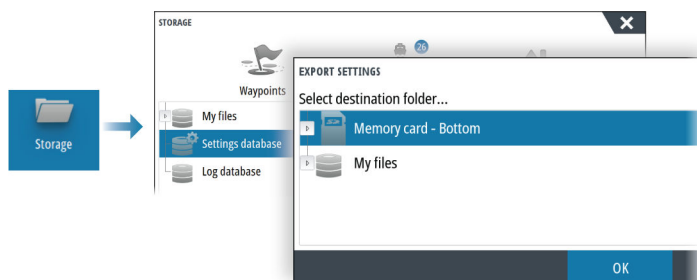 STORAGE
26
Waypoints
My files
Settings database
Log database
Storage
EXPORT SETTINGS
Select destination folder...
Memory card - Bottom
My files
OK